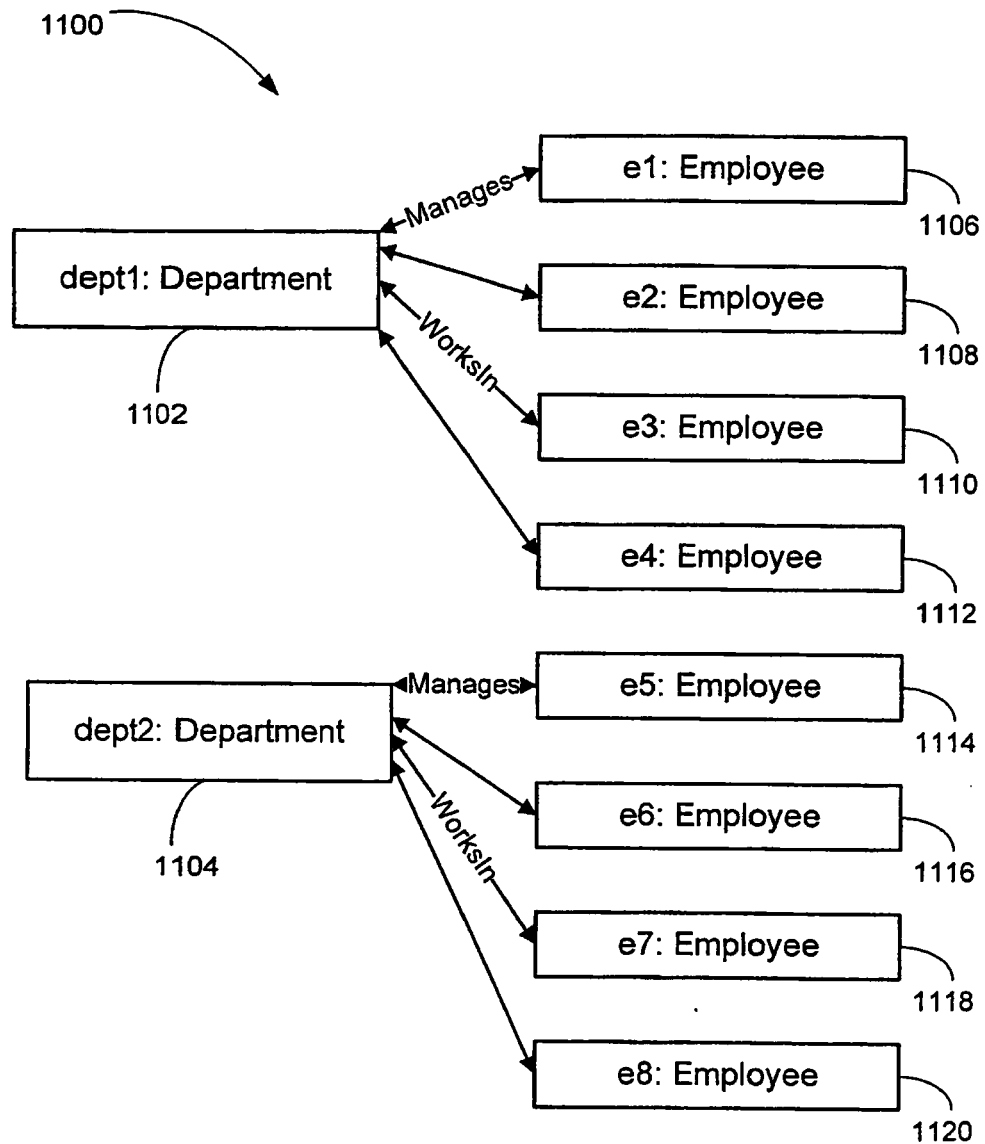 1100
e1: Employee
Manages
1106
dept1: Department
e2: Employee
1108
WorksIn
1102
e3: Employee
1110
e4: Employee
1112
Manages
e5: Employee
1114
dept2: Department
e6: Employee
1116
WorksIn
1104
e7: Employee
1118
e8: Employee
1120